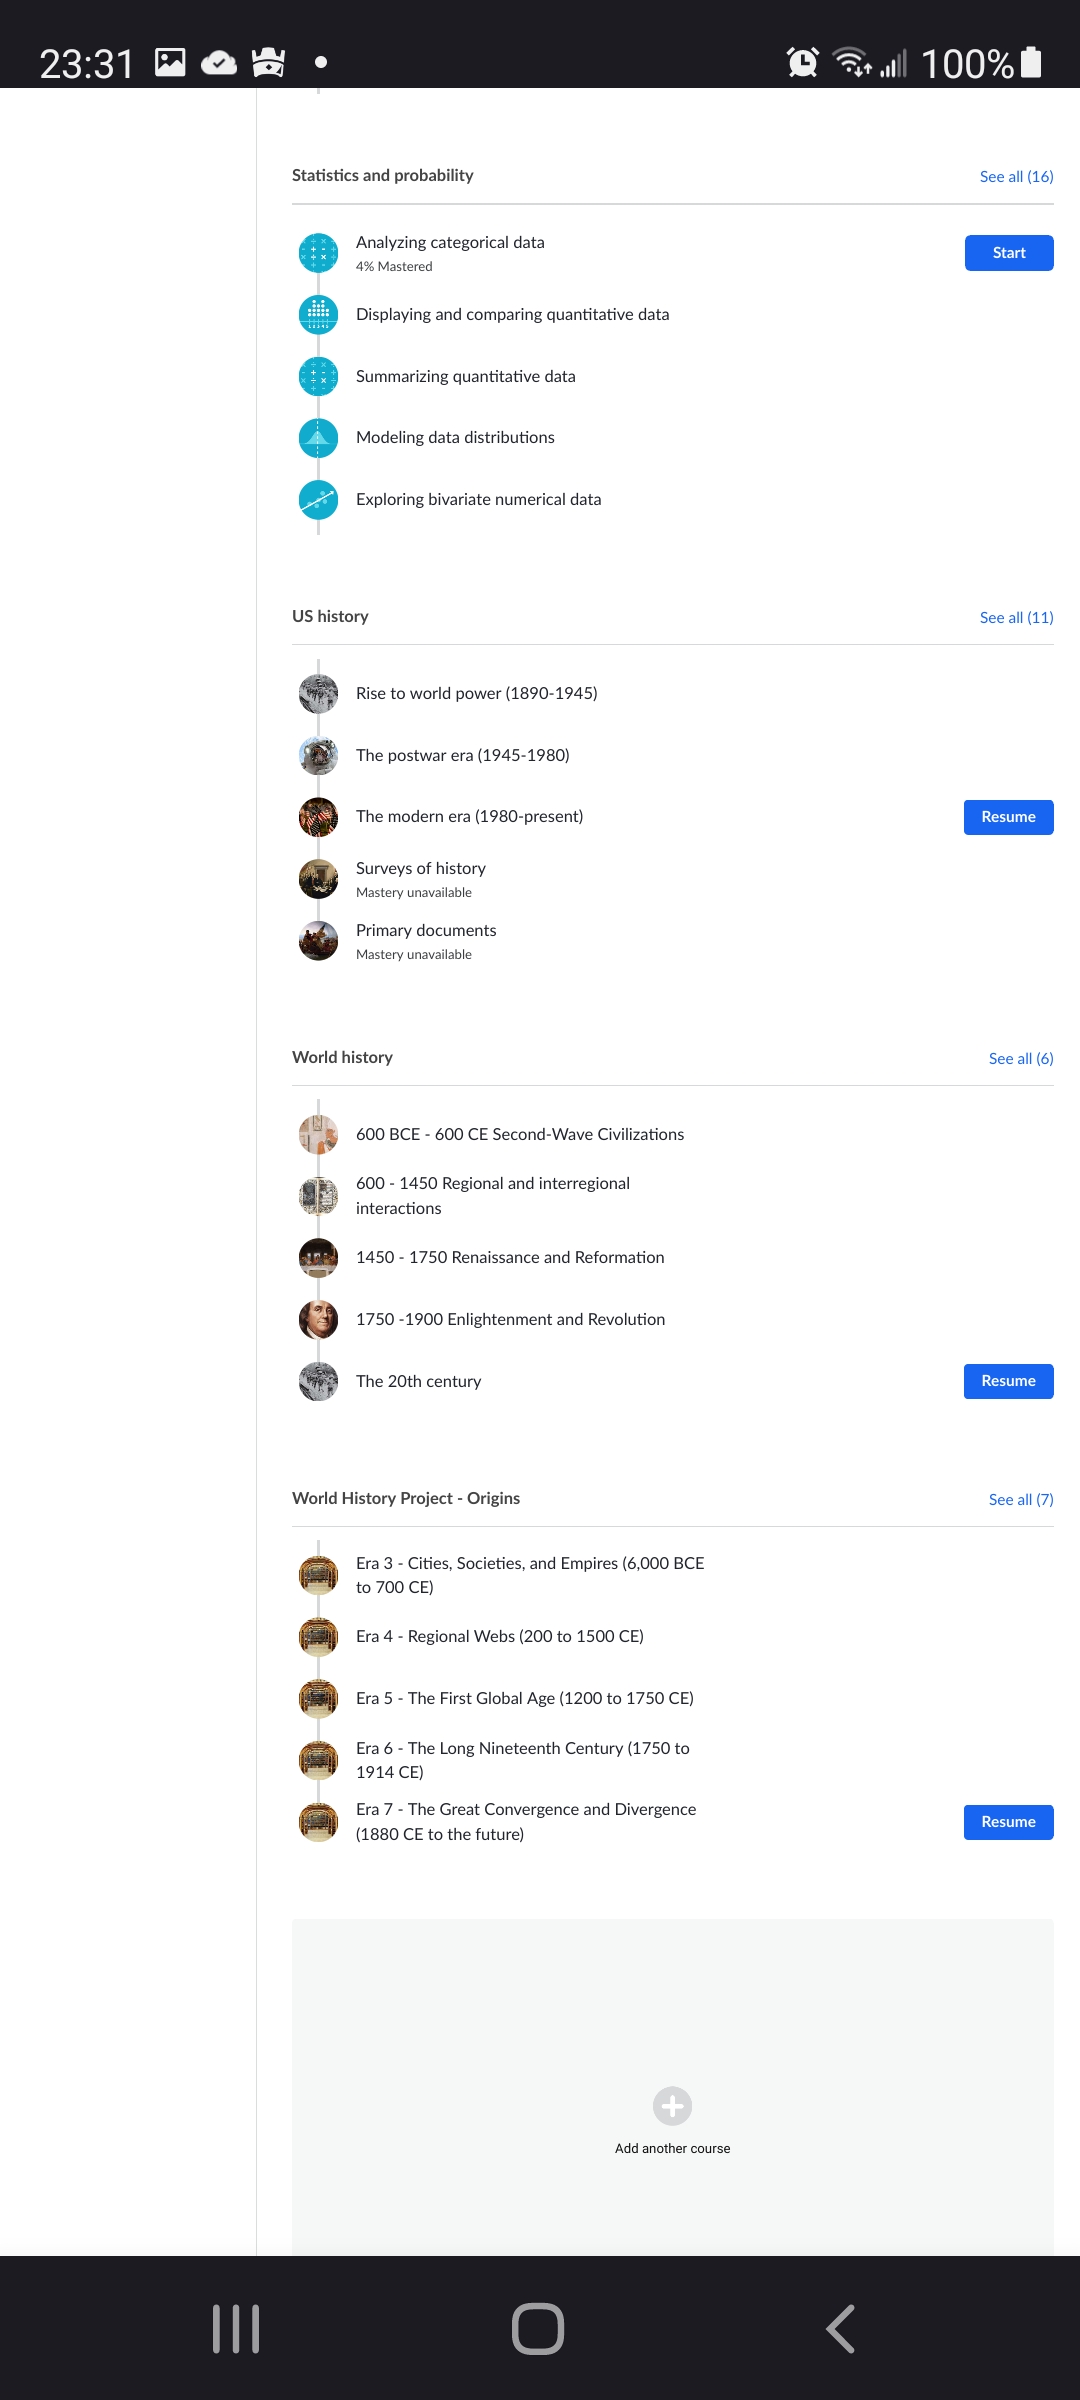 23:31
100%
Statistics and probability
See all (16)
Analyzing categorical data
4% Mastered
Start
Displaying and comparing quantitative data
Summarizing quantitative data
Modeling data distributions
Exploring bivariate numerical data
US history
See all (11)
Rise to world power (1890-1945)
The postwar era (1945-1980)
The modern era (1980-present)
Resume
Surveys of history
Mastery unavailable
Primary documents
Mastery unavailable
World history
See all (6)
600 BCE - 600 CE Second-Wave Civilizations
600 - 1450 Regional and interregional
interactions
1450 - 1750 Renaissance and Reformation
1750 -1900 Enlightenment and Revolution
The 20th century
Resume
World History Project - Origins
See all (7)
Era 3 - Cities, Societies, and Empires (6,000 BCE
to 700 CE)
Era 4 - Regional Webs (200 to 1500 CE)
Era 5 - The First Global Age (1200 to 1750 CE)
Era 6 - The Long Nineteenth Century (1750 to
1914 CE)
Era 7 - The Great Convergence and Divergence
(1880 CE to the future)
Resume
Add another course